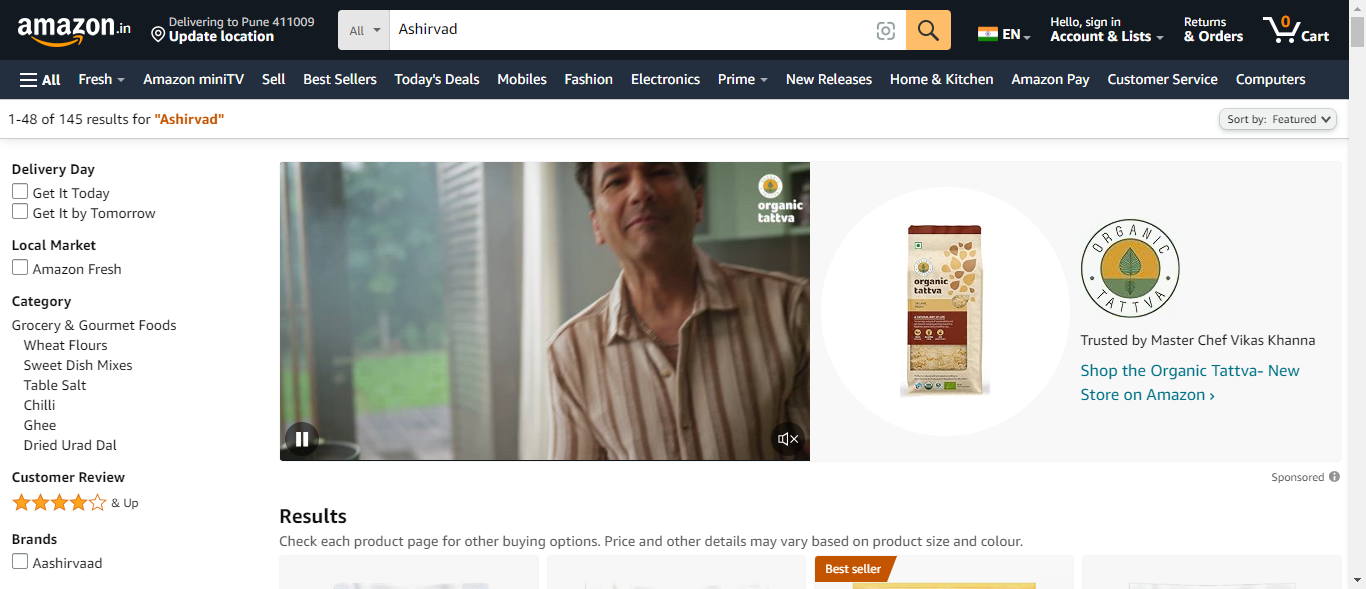 amazon.in
Delivering to Pune 411009
Update location
All
Ashirvad
EN
Hello, sign in
Account & Lists
Returns
& Orders
0
Cart
All
Fresh
Amazon miniTV
Sell
Best Sellers
Today's Deals
Mobiles
Fashion
Electronics
Prime
New Releases
Home & Kitchen
Amazon Pay
Customer Service
Computers
1-48 of 145 results for "Ashirvad"
Sort by: Featured
Delivery Day
Get It Today
Get It by Tomorrow
Local Market
Amazon Fresh
Category
Grocery & Gourmet Foods
Wheat Flours
Sweet Dish Mixes
Table Salt
Chilli
Ghee
Dried Urad Dal
Customer Review
& Up
Brands
Aashirvaad
organic
tattva
organic
tattva
ORGANIC
TATTVA
Trusted by Master Chef Vikas Khanna
Shop the Organic Tattva- New
Store on Amazon ›
Sponsored
Results
Check each product page for other buying options. Price and other details may vary based on product size and colour.
Best seller